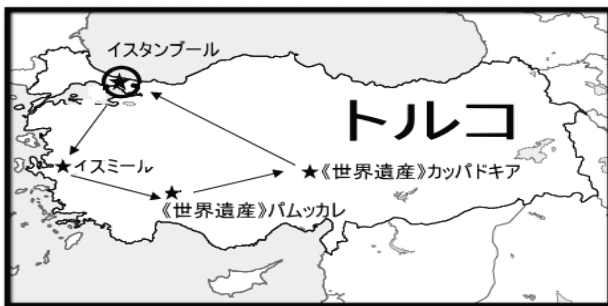 イスタンブール
トルコ
イスミール
《世界遺産》カッパドキア
《世界遺産》パムッカレ